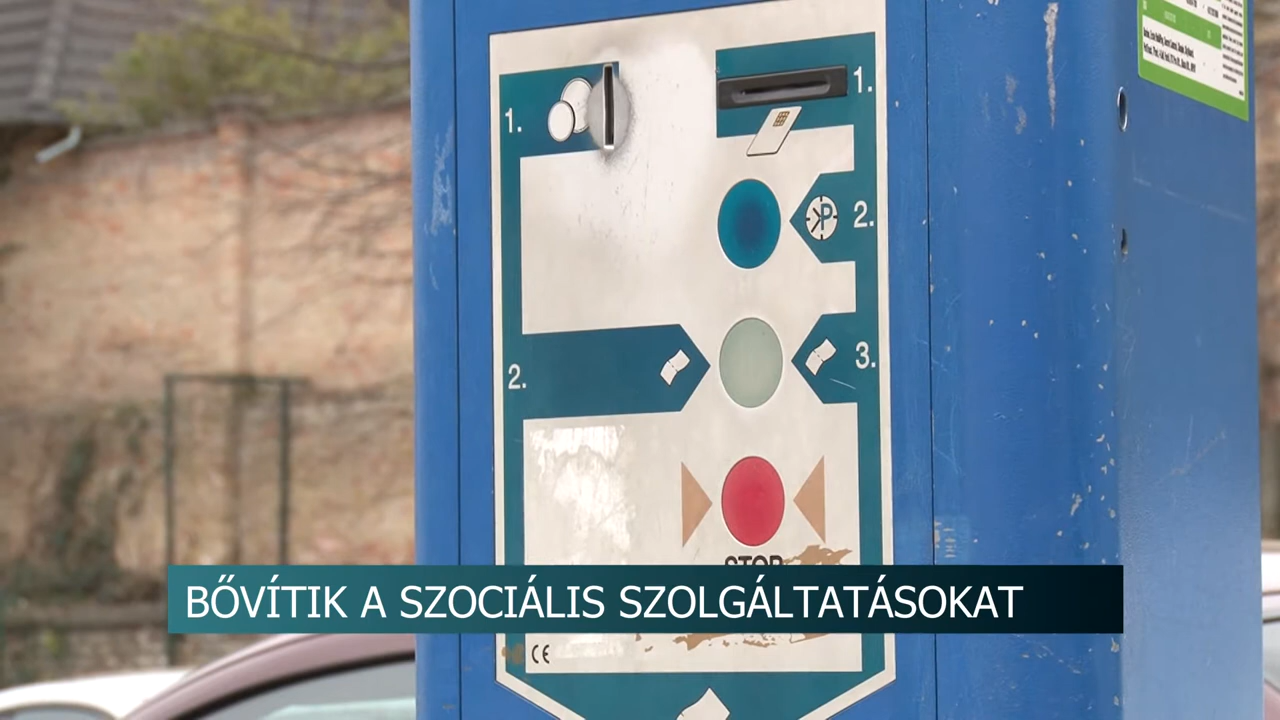 1.
1.
P
2.
2.
3.
STOP
BŐVÍTIK A SZOCIÁLIS SZOLGÁLTATÁSOKAT
CE